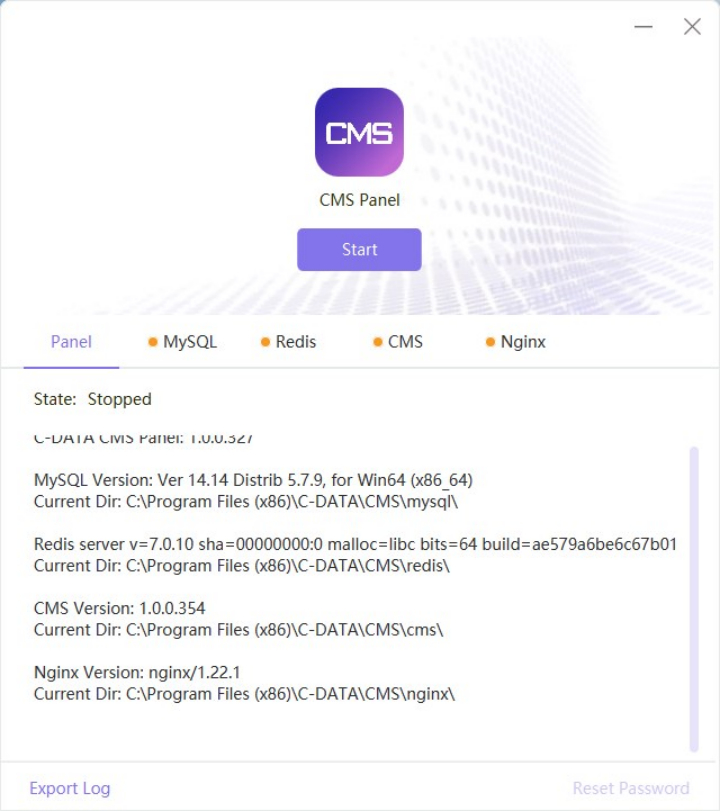 CMS
CMS Panel
Start
Panel
MySQL
Redis
CMS
Nginx
State: Stopped
C-DATA CMS Panel: 1.0.0.327
MySQL Version: Ver 14.14 Distrib 5.7.9, for Win64 (x86_64)
Current Dir: C:\Program Files (x86)\C-DATA\CMS\mysql\
Redis server v=7.0.10 sha=00000000:0 malloc=libc bits=64 build=ae579a6be6c67b01
Current Dir: C:\Program Files (x86)\C-DATA\CMS\redis\
CMS Version: 1.0.0.354
Current Dir: C:\Program Files (x86)\C-DATA\CMS\cms\
Nginx Version: nginx/1.22.1
Current Dir: C:\Program Files (x86)\C-DATA\CMS\nginx\
Export Log
Reset Password